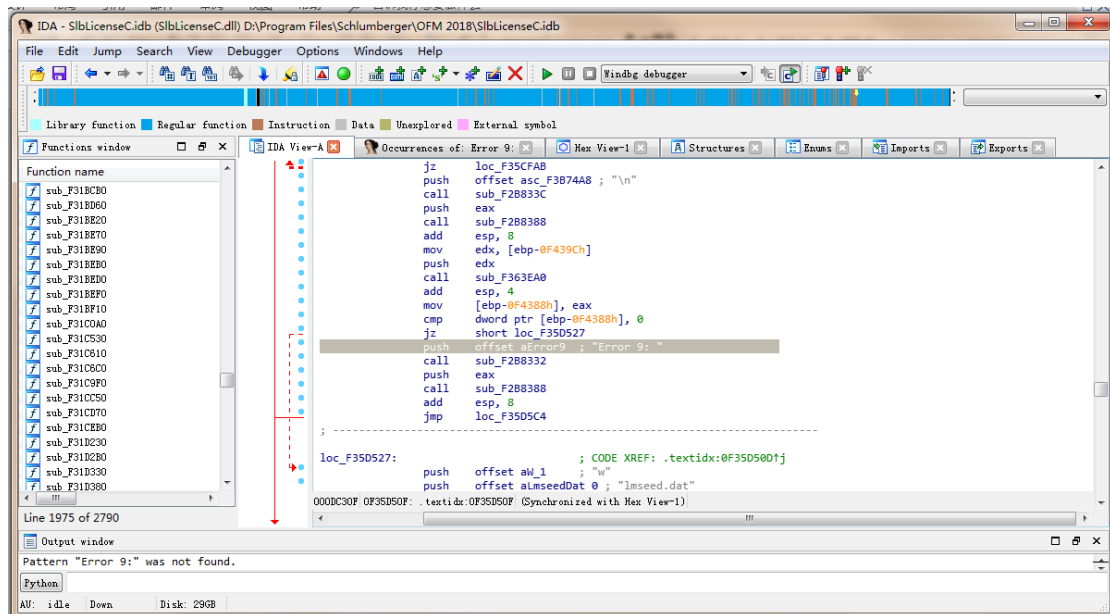 IDA - SlbLicenseC.idb (SlbLicenseC.dll) D:\Program Files\Schlumberger\OFM 2018\SlbLicenseC.idb
File Edit Jump Search View Debugger Options Windows Help
Windbg debugger
Library function Regular function Instruction Data Unexplored External symbol
Functions window IDA View-A Occurrences of: Error 9: Hex View-1 Structures Enums Imports Exports
Function name
sub_F31BCB0
sub_F31BD60
sub_F31BE20
sub_F31BE70
sub_F31BE90
sub_F31BEB0
sub_F31BED0
sub_F31BEF0
sub_F31BF10
sub_F31C0A0
sub_F31C530
sub_F31C610
sub_F31C6C0
sub_F31C9F0
sub_F31CC50
sub_F31CD70
sub_F31CEB0
sub_F31D230
sub_F31D2B0
sub_F31D330
sub_F31D380
Line 1975 of 2790
jz loc_F35CFAB
push offset asc_F3B74A8 ; "\n"
call sub_F2B833C
push eax
call sub_F2B8388
add esp, 8
mov edx, [ebp-0F439Ch]
push edx
call sub_F363EA0
add esp, 4
mov [ebp-0F4388h], eax
cmp dword ptr [ebp-0F4388h], 0
jz short loc_F35D527
push offset aError9 ; "Error 9: "
call sub_F2B8332
push eax
call sub_F2B8388
add esp, 8
jmp loc_F35D5C4
; ---------------------------------------------------------------------------
loc_F35D527: ; CODE XREF: .textidx:0F35D50D↑j
push offset aW_1 ; "w"
push offset aLmseedDat_0 ; "lmseed.dat"
000DC30F 0F35D50F: .textidx:0F35D50F (Synchronized with Hex View-1)
Output window
Pattern "Error 9:" was not found.
Python
AU: idle Down Disk: 29GB